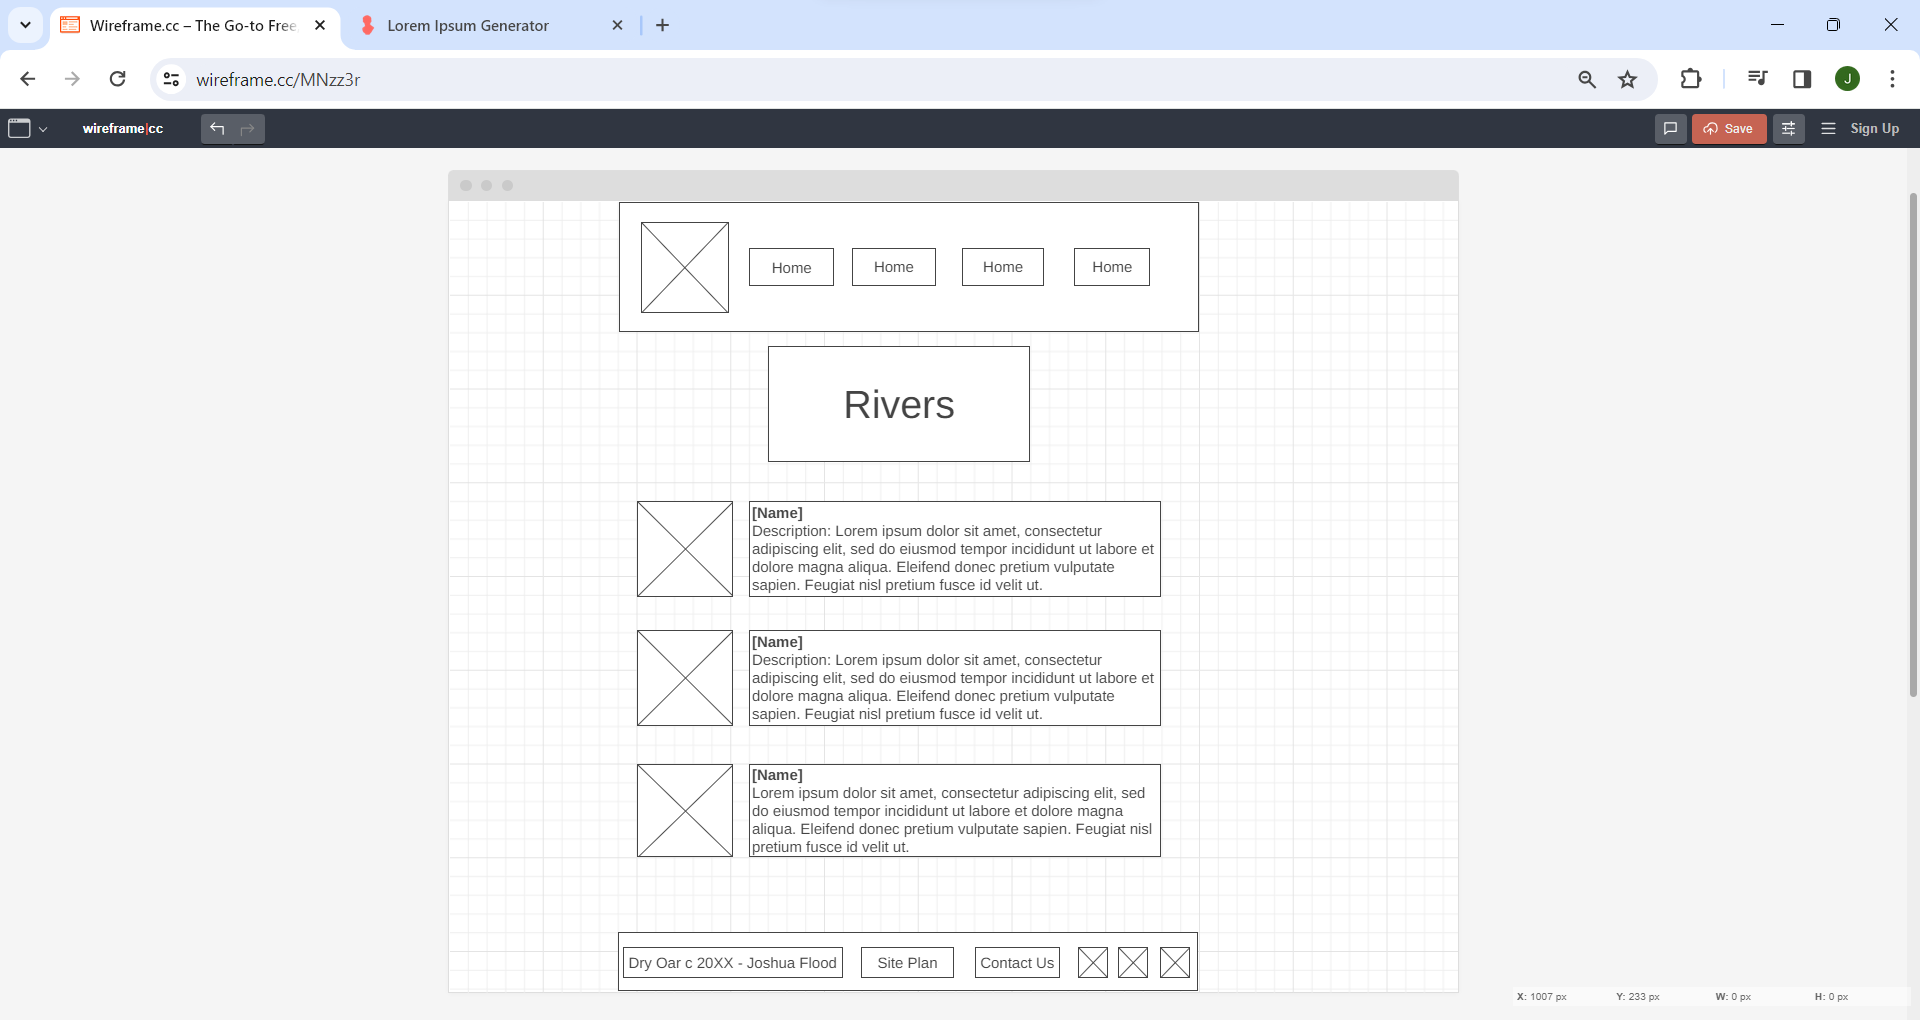 Wireframe.cc – The Go-to Free
Lorem Ipsum Generator
wireframe.cc/MNzz3r
J
wireframe|cc
Save
Sign Up
Home
Home
Home
Home
Rivers
[Name]
Description: Lorem ipsum dolor sit amet, consectetur
adipiscing elit, sed do eiusmod tempor incididunt ut labore et
dolore magna aliqua. Eleifend donec pretium vulputate
sapien. Feugiat nisl pretium fusce id velit ut.
[Name]
Description: Lorem ipsum dolor sit amet, consectetur
adipiscing elit, sed do eiusmod tempor incididunt ut labore et
dolore magna aliqua. Eleifend donec pretium vulputate
sapien. Feugiat nisl pretium fusce id velit ut.
[Name]
Lorem ipsum dolor sit amet, consectetur adipiscing elit, sed
do eiusmod tempor incididunt ut labore et dolore magna
aliqua. Eleifend donec pretium vulputate sapien. Feugiat nisl
pretium fusce id velit ut.
Dry Oar c 20XX - Joshua Flood
Site Plan
Contact Us
X: 1007 px
Y: 233 px
W: 0 px
H: 0 px